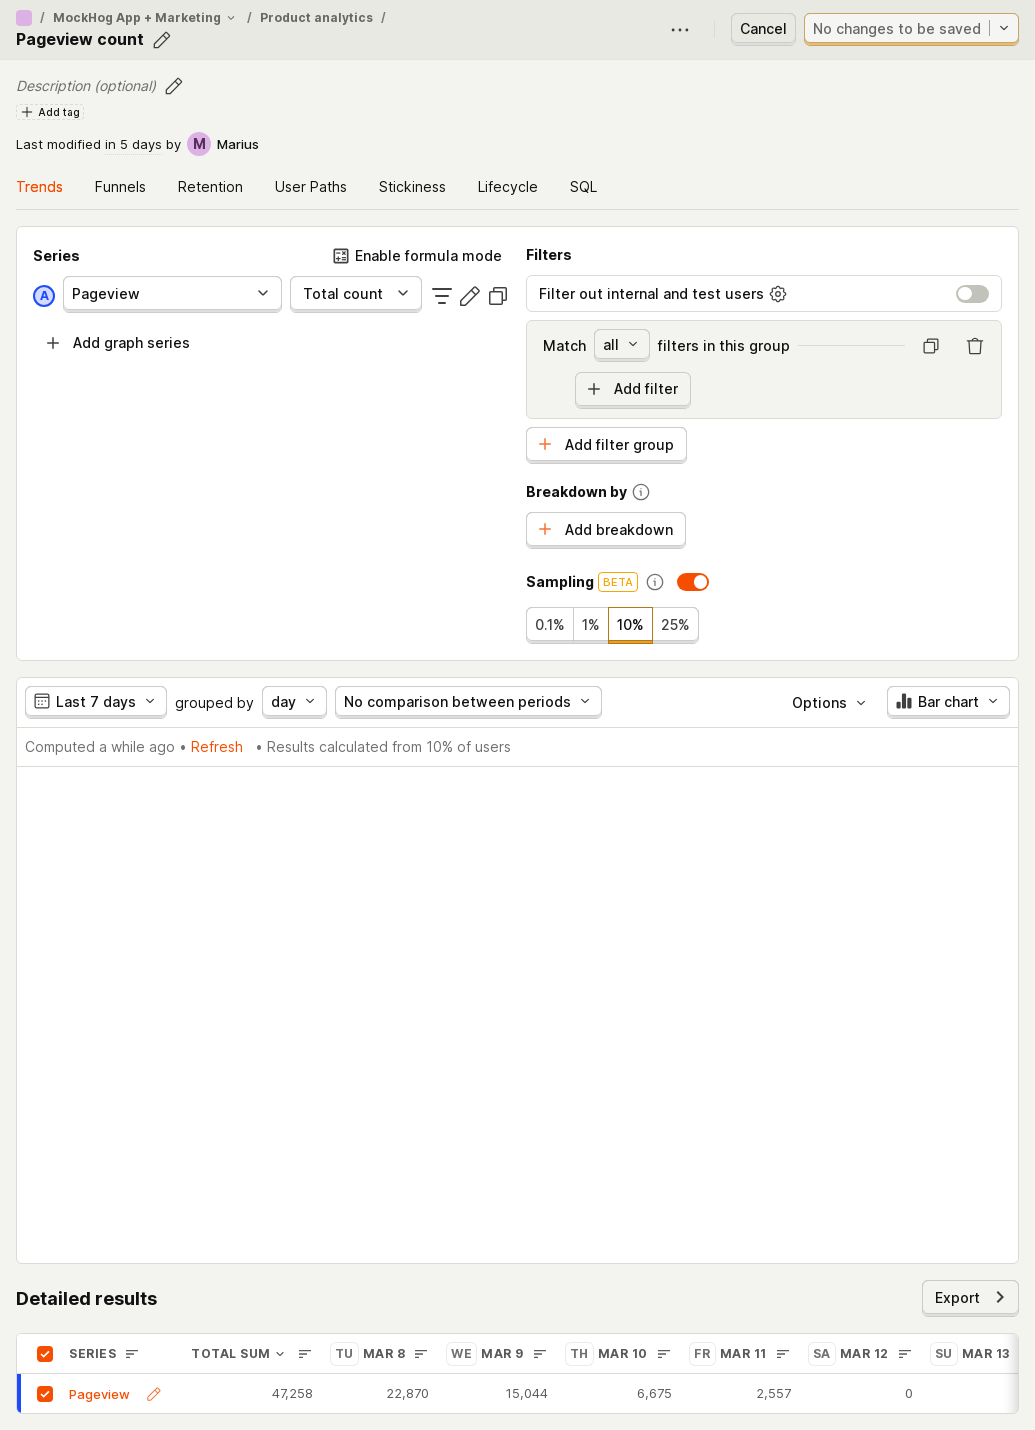 / MockHog App + Marketing / Product analytics /
Pageview count
Cancel
No changes to be saved
Description (optional)
Add tag
Last modified in 5 days by M Marius
Trends Funnels Retention User Paths Stickiness Lifecycle SQL
Series
Enable formula mode
A Pageview Total count
Add graph series
Filters
Filter out internal and test users
Match all filters in this group
Add filter
Add filter group
Breakdown by
Add breakdown
Sampling BETA
0.1% 1% 10% 25%
Last 7 days grouped by day No comparison between periods Options Bar chart
Computed a while ago • Refresh • Results calculated from 10% of users
Detailed results
Export
SERIES TOTAL SUM TU MAR 8 WE MAR 9 TH MAR 10 FR MAR 11 SA MAR 12 SU MAR 13
Pageview 47,258 22,870 15,044 6,675 2,557 0